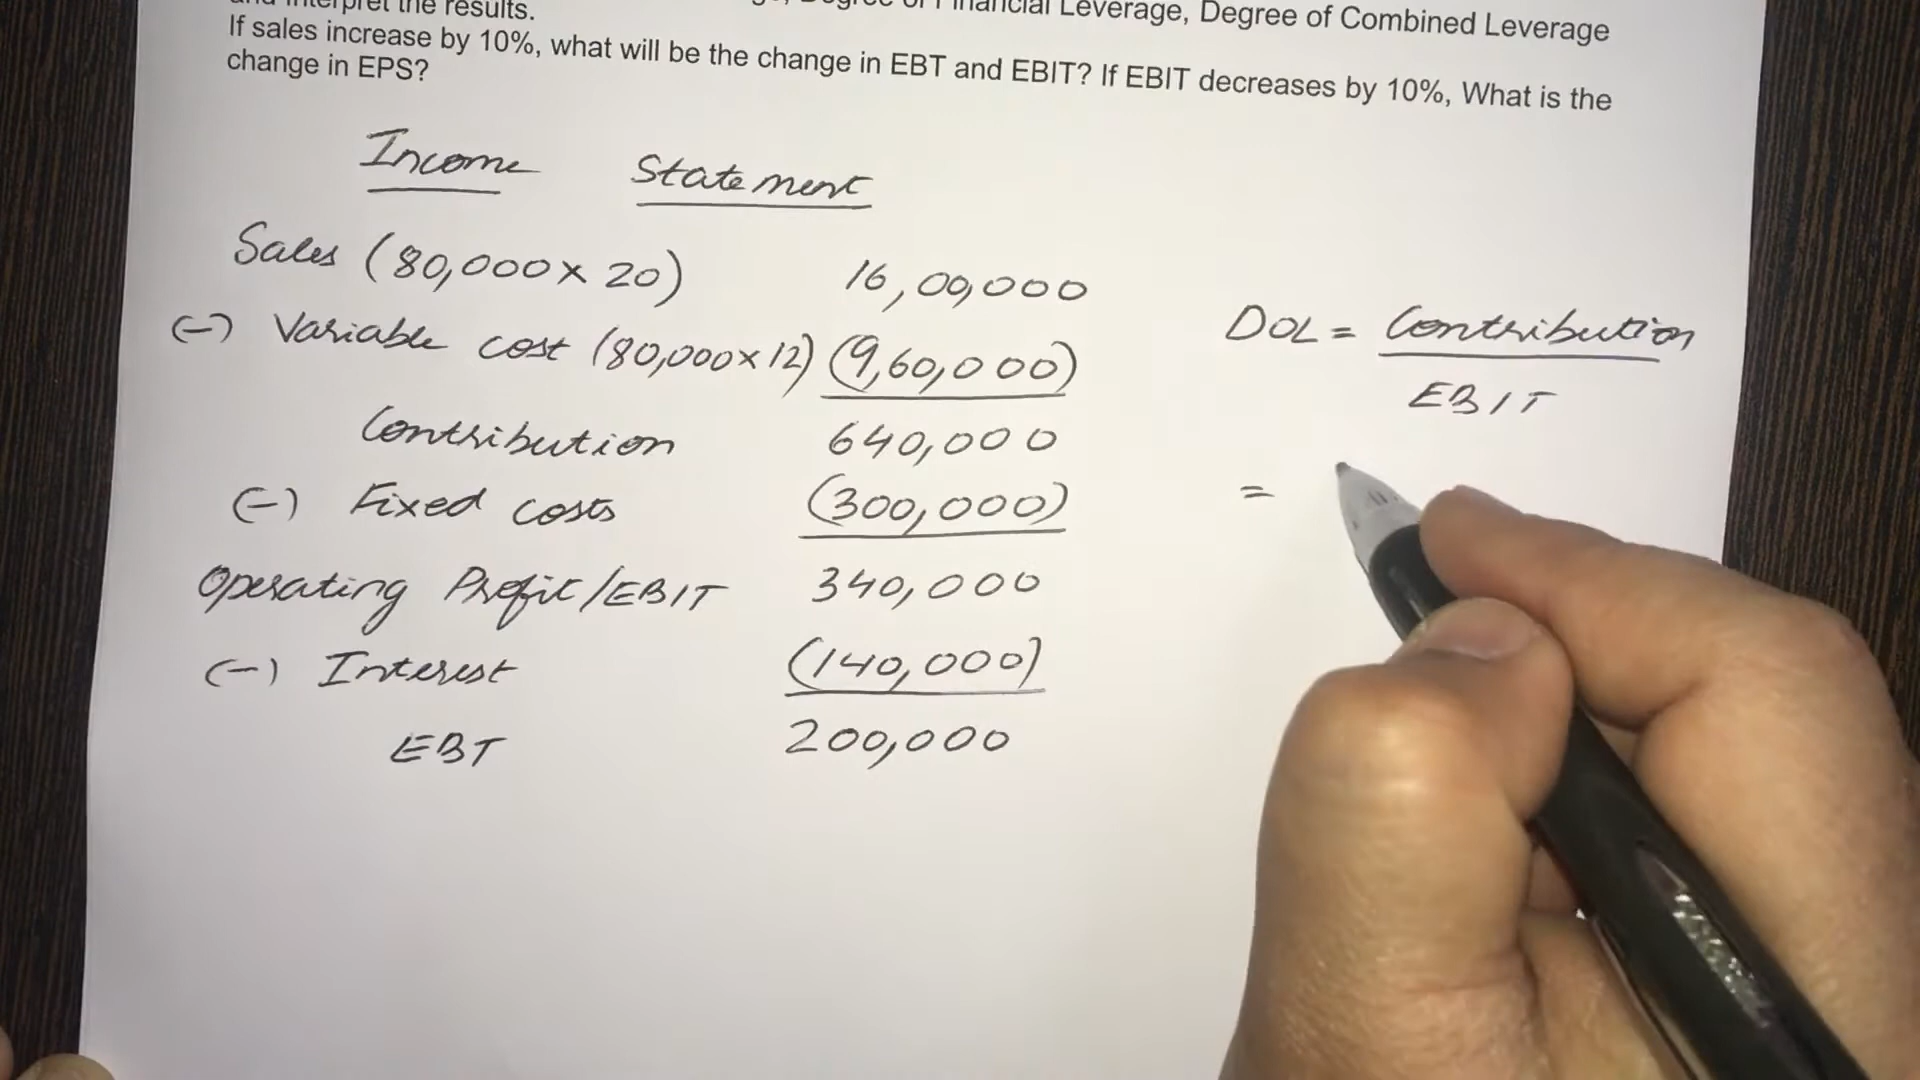 the results.
Financial Leverage, Degree of Combined Leverage
If sales increase by 10%, what will be the change in EBT and EBIT? If EBIT decreases by 10%, What is the
change in EPS?
Income Statement
Sales (80,000 x 20) 16,00,000
(-) Variable cost (80,000 x 12) (9,60,000)
Contribution 640,000
(-) Fixed costs (300,000)
Operating Profit/EBIT 340,000
(-) Interest (140,000)
EBT 200,000
DOL = Contribution
EBIT
=